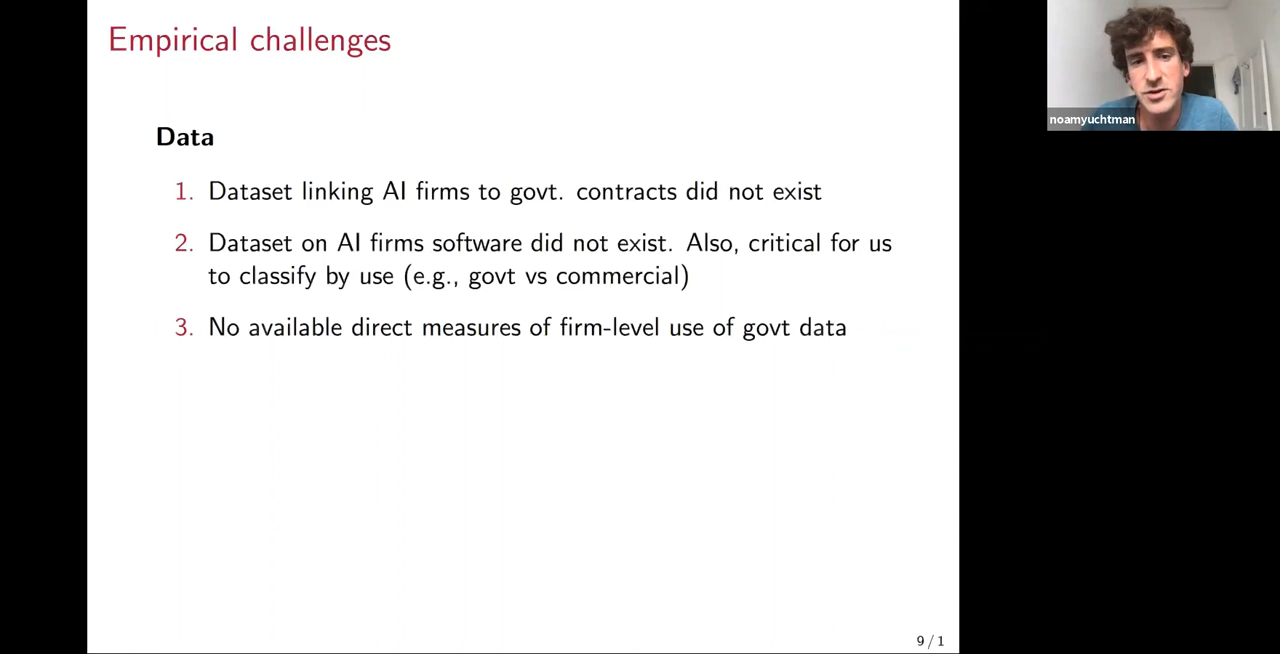 Empirical challenges
noamyuchtman
Data
1. Dataset linking AI firms to govt. contracts did not exist
2. Dataset on AI firms software did not exist. Also, critical for us
to classify by use (e.g., govt vs commercial)
3. No available direct measures of firm-level use of govt data
9 / 1